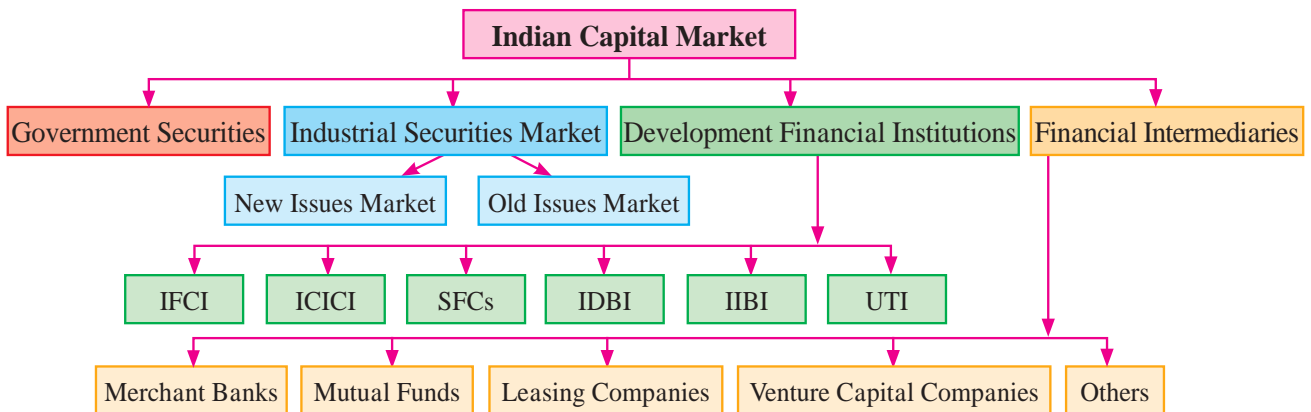 Indian Capital Market
Government Securities
Industrial Securities Market
Development Financial Institutions
Financial Intermediaries
New Issues Market
Old Issues Market
IFCI
ICICI
SFCs
IDBI
IIBI
UTI
Merchant Banks
Mutual Funds
Leasing Companies
Venture Capital Companies
Others